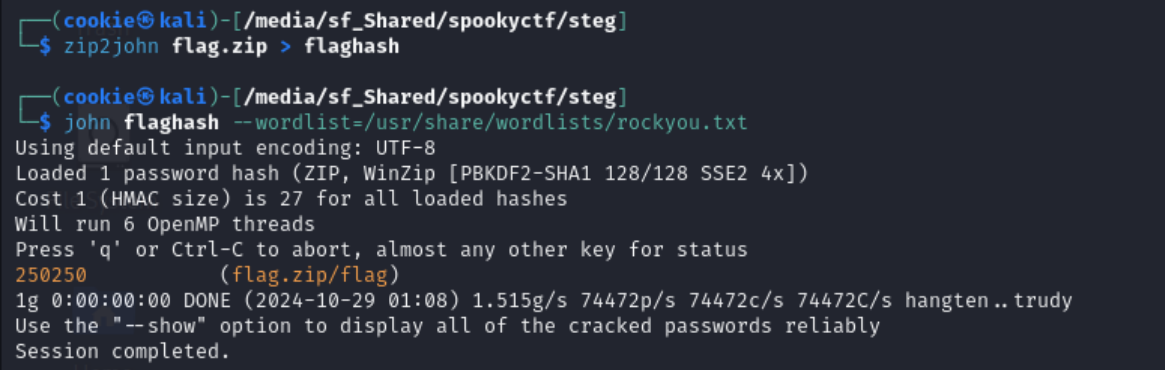 ┌──(cookie㉿kali)-[/media/sf_Shared/spookyctf/steg]
└─$ zip2john flag.zip > flaghash
┌──(cookie㉿kali)-[/media/sf_Shared/spookyctf/steg]
└─$ john flaghash --wordlist=/usr/share/wordlists/rockyou.txt
Using default input encoding: UTF-8
Loaded 1 password hash (ZIP, WinZip [PBKDF2-SHA1 128/128 SSE2 4x])
Cost 1 (HMAC size) is 27 for all loaded hashes
Will run 6 OpenMP threads
Press 'q' or Ctrl-C to abort, almost any other key for status
250250           (flag.zip/flag)
1g 0:00:00:00 DONE (2024-10-29 01:08) 1.515g/s 74472p/s 74472c/s 74472C/s hangten..trudy
Use the "--show" option to display all of the cracked passwords reliably
Session completed.